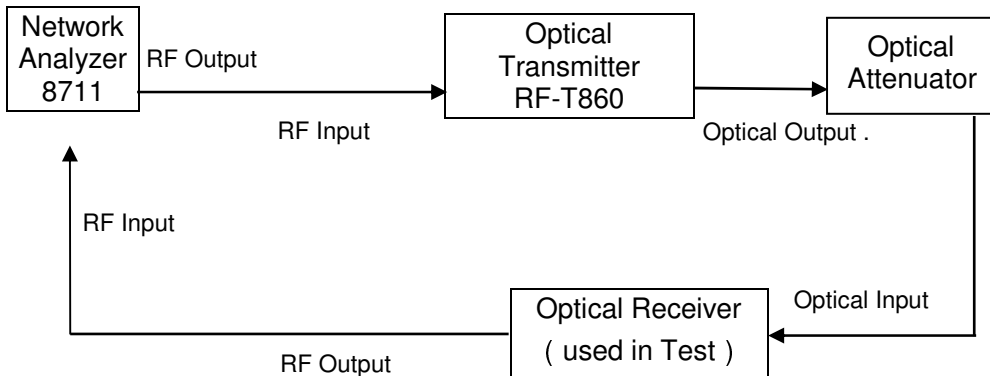 Network
Analyzer
8711
RF Output
RF Input
Optical
Transmitter
RF-T860
Optical Output .
Optical
Attenuator
RF Input
Optical Input
Optical Receiver
( used in Test )
RF Output